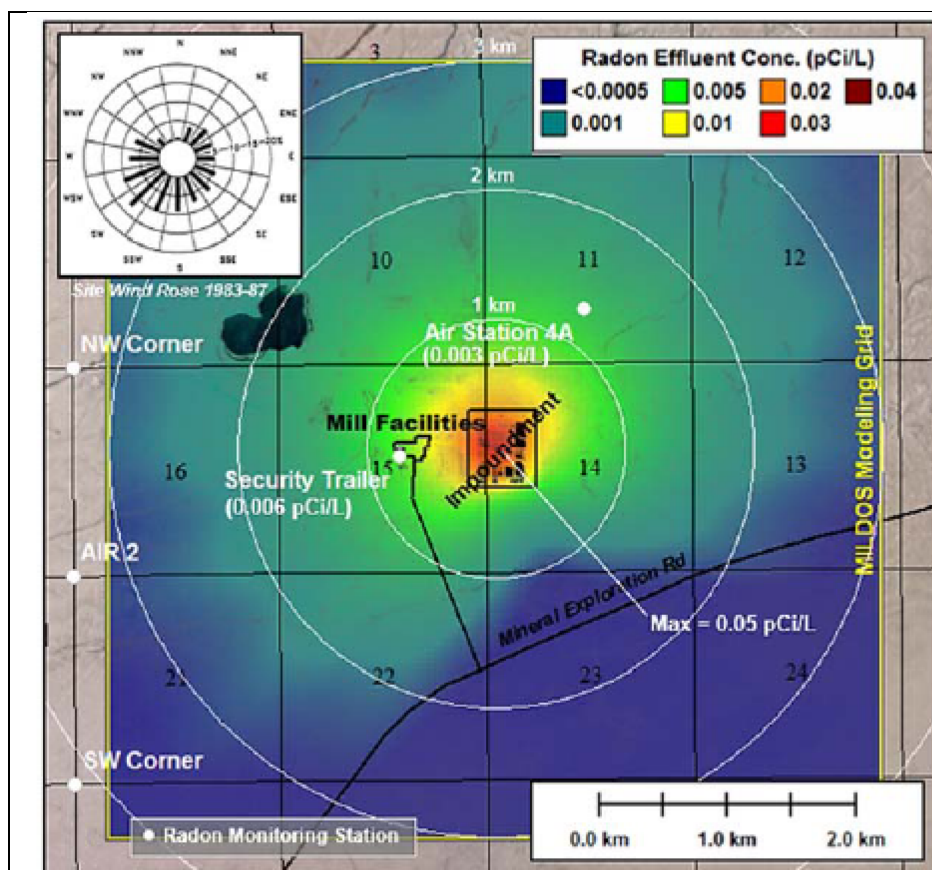 N
NNE
NE
ENE
E
ESE
SE
SSE
S
SSW
SW
WSW
W
WNW
NW
NNW
5 10 15 20%
Site Wind Rose 1983-87
Radon Effluent Conc. (pCi/L)
<0.0005
0.005
0.02
0.04
0.001
0.01
0.03
3
3 km
2 km
1 km
10
11
12
NW Corner
Air Station 4A
(0.003 pCi/L)
Mill Facilities
Impoundment
16
15
14
13
Security Trailer
(0.006 pCi/L)
MILDOS Modeling Grid
AIR 2
Mineral Exploration Rd
Max = 0.05 pCi/L
21
22
23
24
SW Corner
Radon Monitoring Station
0.0 km
1.0 km
2.0 km